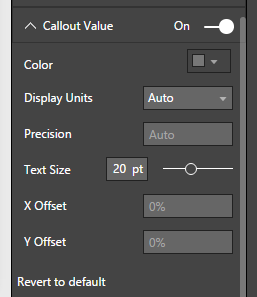 Callout Value On
Color
Display Units Auto
Precision Auto
Text Size 20 pt
X Offset 0%
Y Offset 0%
Revert to default